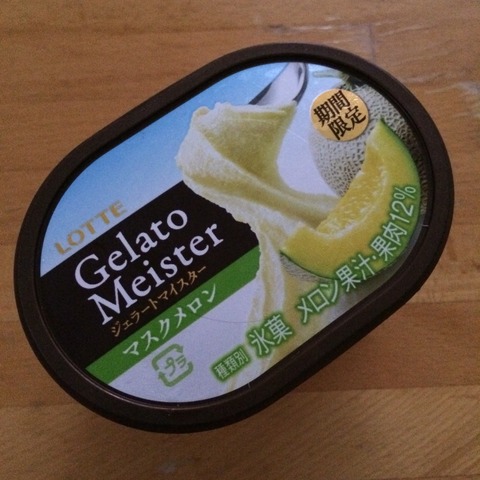 期間
限定
LOTTE
Gelato
Meister
ジェラートマイスター
マスクメロン
プラ
種類別 氷菓 メロン果汁・果肉12%